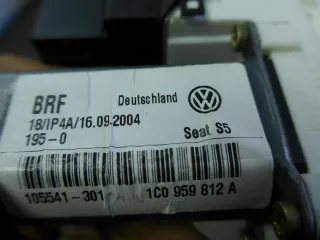 BRF Deutschland
18/IP4A/16.09.2004
195-0 Seat S5
105541-301 1C0 959 812 A